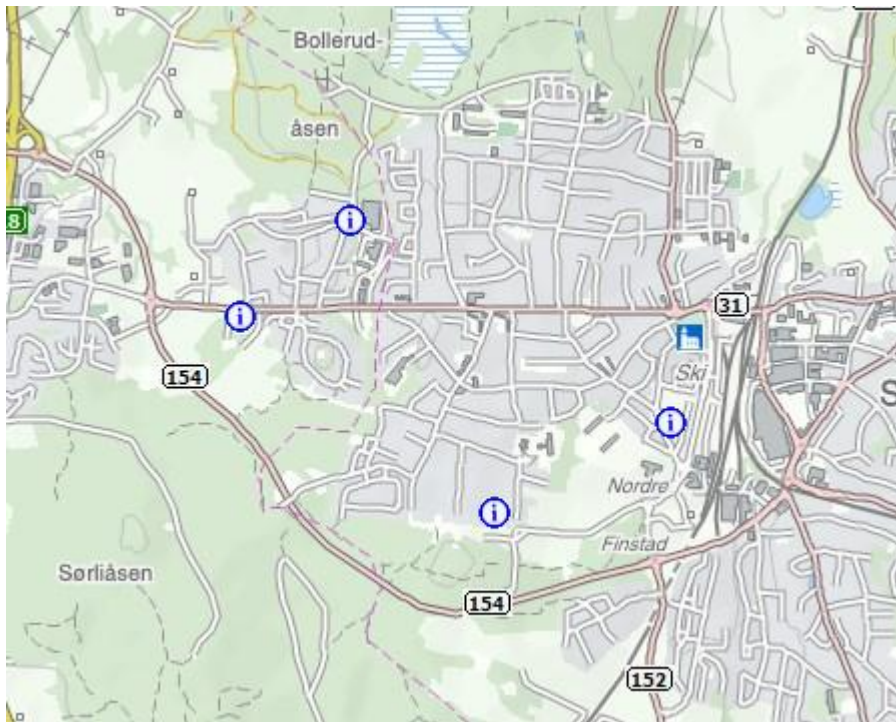 Bollerud-
åsen
i
8
i
31
154
Ski
i
Nordre
i
Finstad
Sørliåsen
154
152